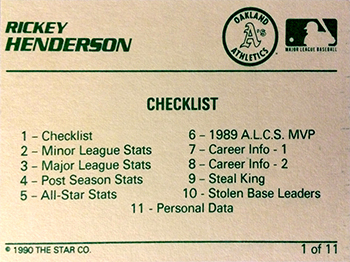 RICKEY
HENDERSON
OAKLAND
A's
ATHLETICS
MAJOR LEAGUE BASEBALL
CHECKLIST
1 - Checklist
2 - Minor League Stats
3 - Major League Stats
4 - Post Season Stats
5 - All-Star Stats
6 - 1989 A.L.C.S. MVP
7 - Career Info - 1
8 - Career Info - 2
9 - Steal King
10 - Stolen Base Leaders
11 - Personal Data
© 1990 THE STAR CO.
1 of 11